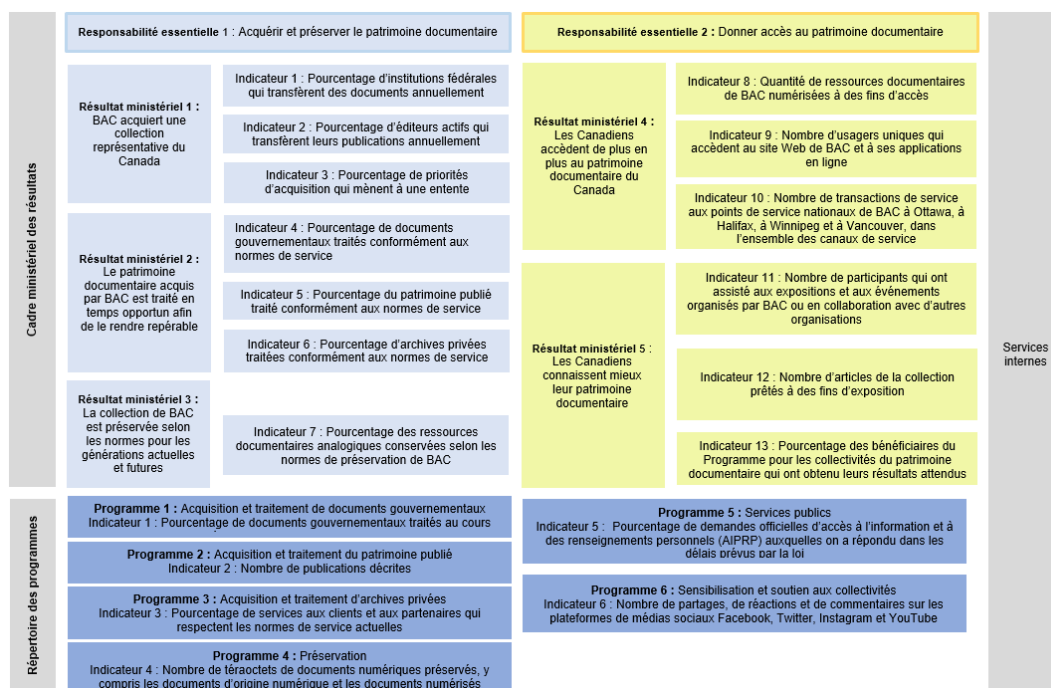 Cadre ministériel des résultats
Responsabilité essentielle 1 : Acquérir et préserver le patrimoine documentaire
Résultat ministériel 1 :
BAC acquiert une
collection
représentative du
Canada
Indicateur 1 : Pourcentage d'institutions fédérales
qui transfèrent des documents annuellement
Indicateur 2 : Pourcentage d'éditeurs actifs qui
transfèrent leurs publications annuellement
Indicateur 3 : Pourcentage de priorités
d'acquisition qui mènent à une entente
Résultat ministériel 2 :
Le patrimoine
documentaire acquis
par BAC est traité en
temps opportun afin
de le rendre repérable
Indicateur 4 : Pourcentage de documents
gouvernementaux traités conformément aux
normes de service
Indicateur 5 : Pourcentage du patrimoine publié
traité conformément aux normes de service
Indicateur 6 : Pourcentage d'archives privées
traitées conformément aux normes de service
Résultat ministériel 3 :
La collection de BAC
est préservée selon
les normes pour les
générations actuelles
et futures
Indicateur 7 : Pourcentage des ressources
documentaires analogiques conservées selon les
normes de préservation de BAC
Responsabilité essentielle 2 : Donner accès au patrimoine documentaire
Résultat ministériel 4 :
Les Canadiens
accèdent de plus en
plus au patrimoine
documentaire du
Canada
Indicateur 8 : Quantité de ressources documentaires
de BAC numérisées à des fins d'accès
Indicateur 9 : Nombre d'usagers uniques qui
accèdent au site Web de BAC et à ses applications
en ligne
Indicateur 10 : Nombre de transactions de service
aux points de service nationaux de BAC à Ottawa, à
Halifax, à Winnipeg et à Vancouver, dans
l'ensemble des canaux de service
Résultat ministériel 5 :
Les Canadiens
connaissent mieux
leur patrimoine
documentaire
Indicateur 11 : Nombre de participants qui ont
assisté aux expositions et aux événements
organisés par BAC ou en collaboration avec d'autres
organisations
Indicateur 12 : Nombre d'articles de la collection
prêtés à des fins d'exposition
Indicateur 13 : Pourcentage des bénéficiaires du
Programme pour les collectivités du patrimoine
documentaire qui ont obtenu leurs résultats attendus
Services
internes
Répertoire des programmes
Programme 1 : Acquisition et traitement de documents gouvernementaux
Indicateur 1 : Pourcentage de documents gouvernementaux traités au cours
Programme 2 : Acquisition et traitement du patrimoine publié
Indicateur 2 : Nombre de publications décrites
Programme 3 : Acquisition et traitement d'archives privées
Indicateur 3 : Pourcentage de services aux clients et aux partenaires qui
respectent les normes de service actuelles
Programme 4 : Préservation
Indicateur 4 : Nombre de téraoctets de documents numériques préservés, y
compris les documents d'origine numérique et les documents numérisés
Programme 5 : Services publics
Indicateur 5 : Pourcentage de demandes officielles d'accès à l'information et à
des renseignements personnels (AIPRP) auxquelles on a répondu dans les
délais prévus par la loi
Programme 6 : Sensibilisation et soutien aux collectivités
Indicateur 6 : Nombre de partages, de réactions et de commentaires sur les
plateformes de médias sociaux Facebook, Twitter, Instagram et YouTube